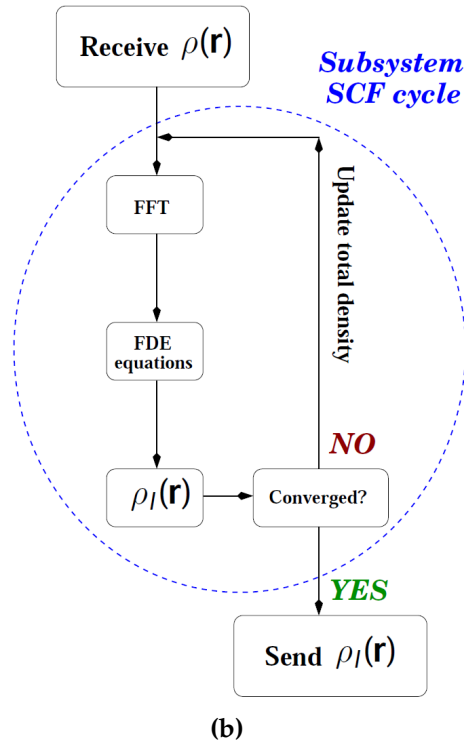 Receive ρ(r)
Subsystem
SCF cycle
FFT
Update total density
FDE
equations
NO
ρI(r)
Converged?
YES
Send ρI(r)
(b)